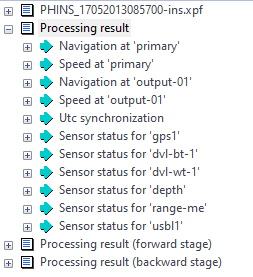 PHINS_17052013085700-ins.xpf
Processing result
Navigation at 'primary'
Speed at 'primary'
Navigation at 'output-01'
Speed at 'output-01'
Utc synchronization
Sensor status for 'gps1'
Sensor status for 'dvl-bt-1'
Sensor status for 'dvl-wt-1'
Sensor status for 'depth'
Sensor status for 'range-me'
Sensor status for 'usbl1'
Processing result (forward stage)
Processing result (backward stage)